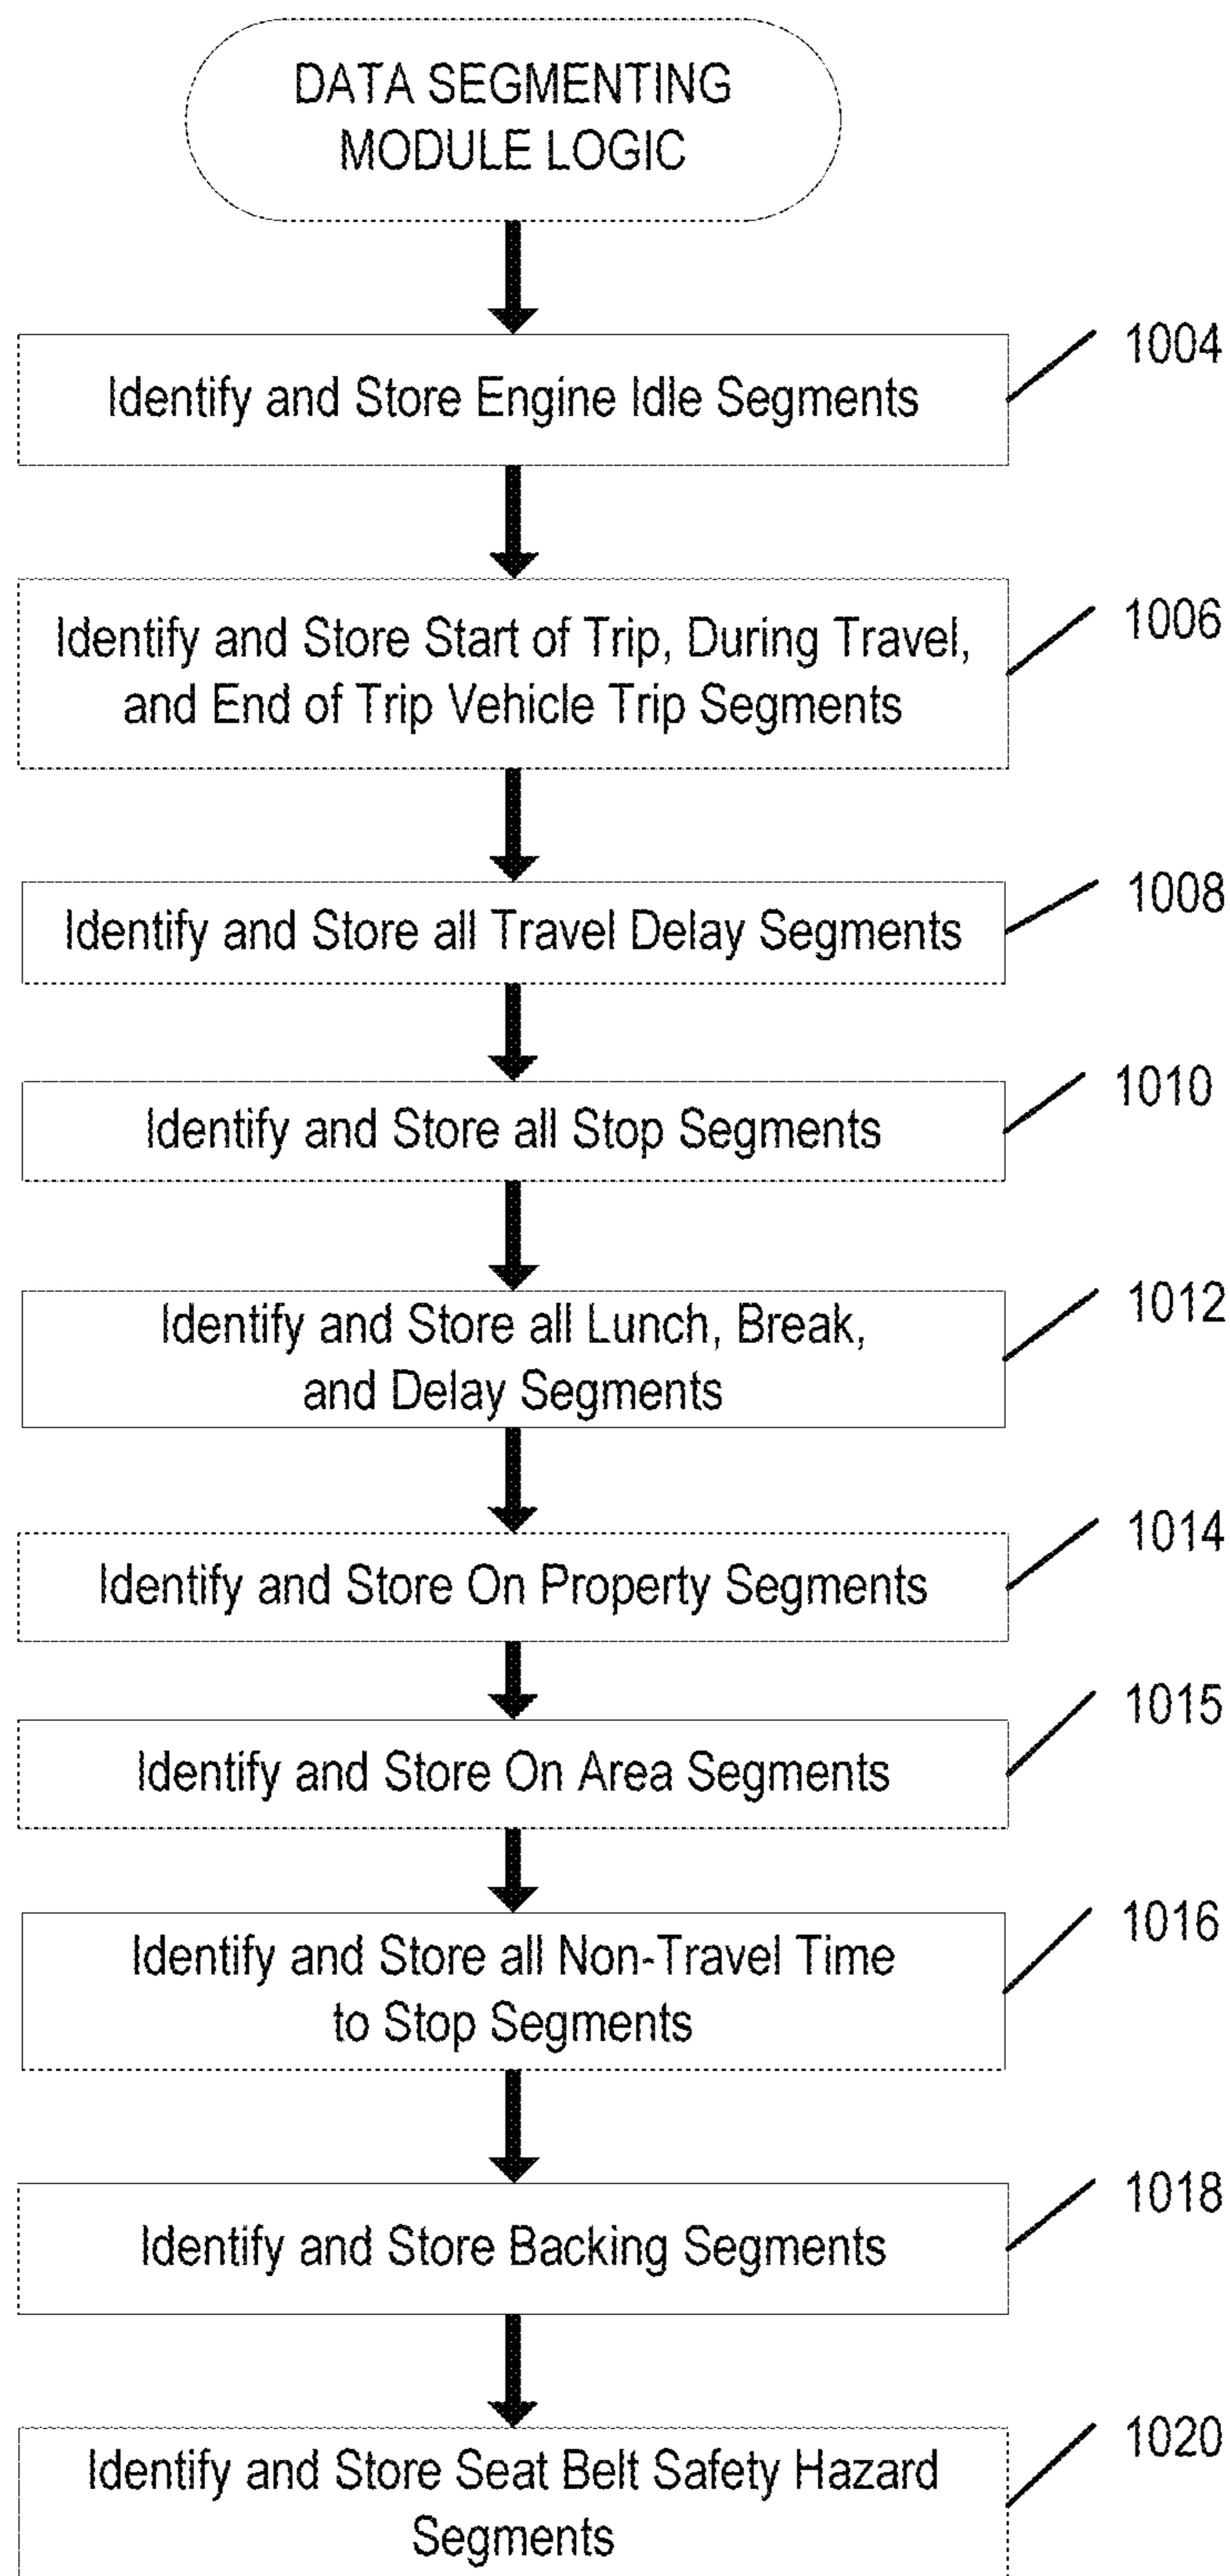 DATA SEGMENTING
MODULE LOGIC
1004
Identify and Store Engine Idle Segments
1006
Identify and Store Start of Trip, During Travel,
and End of Trip Vehicle Trip Segments
1008
Identify and Store all Travel Delay Segments
1010
Identify and Store all Stop Segments
1012
Identify and Store all Lunch, Break,
and Delay Segments
1014
Identify and Store On Property Segments
1015
Identify and Store On Area Segments
1016
Identify and Store all Non-Travel Time
to Stop Segments
1018
Identify and Store Backing Segments
1020
Identify and Store Seat Belt Safety Hazard
Segments